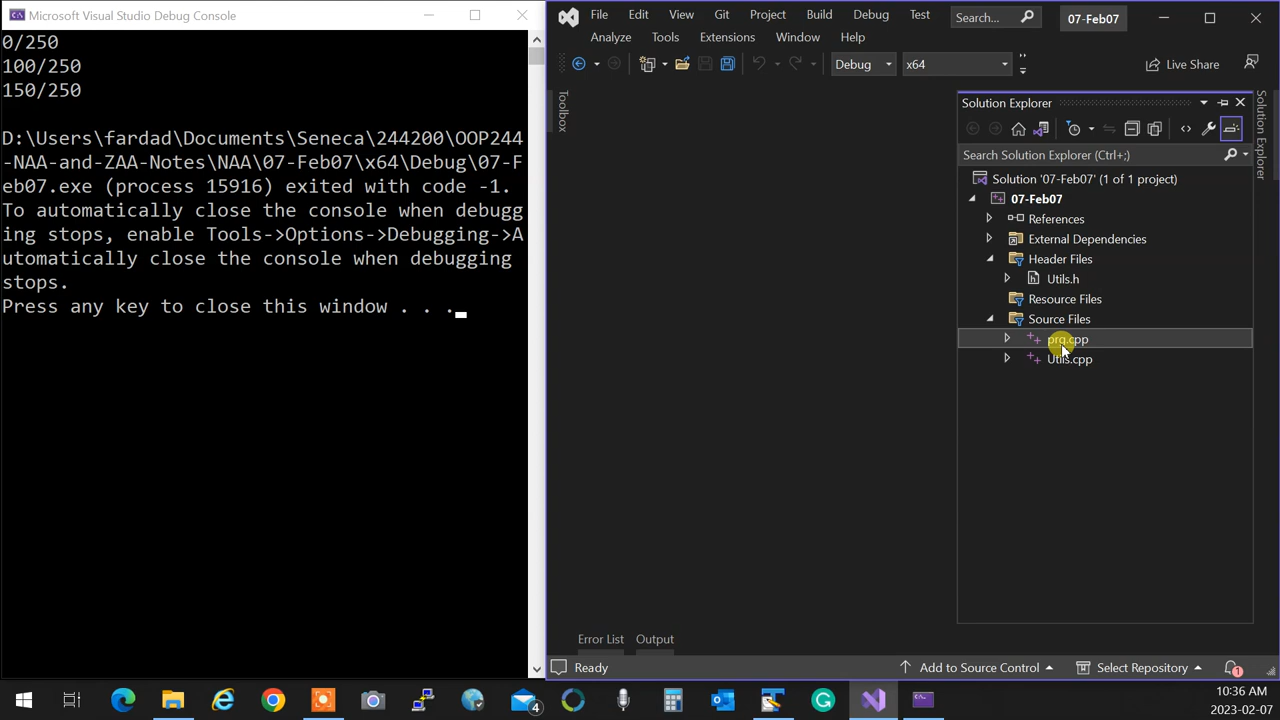 Microsoft Visual Studio Debug Console
0/250
100/250
150/250
D:\Users\fardad\Documents\Seneca\244200\OOP244
-NAA-and-ZAA-Notes\NAA\07-Feb07\x64\Debug\07-F
eb07.exe (process 15916) exited with code -1.
To automatically close the console when debugg
ing stops, enable Tools->Options->Debugging->A
utomatically close the console when debugging
stops.
Press any key to close this window . . .
File Edit View Git Project Build Debug Test Search... 07-Feb07
Analyze Tools Extensions Window Help
Debug x64 Live Share
Toolbox
Solution Explorer
Solution Explorer
Search Solution Explorer (Ctrl+;)
Solution '07-Feb07' (1 of 1 project)
07-Feb07
References
External Dependencies
Header Files
Utils.h
Resource Files
Source Files
prg.cpp
Utils.cpp
Error List Output
Ready Add to Source Control Select Repository 1
4
10:36 AM
2023-02-07